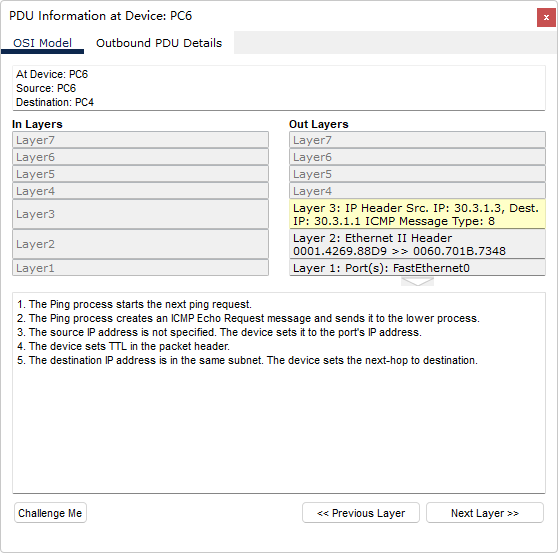 PDU Information at Device: PC6
x
OSI Model Outbound PDU Details
At Device: PC6
Source: PC6
Destination: PC4
In Layers
Layer7
Layer6
Layer5
Layer4
Layer3
Layer2
Layer1
Out Layers
Layer7
Layer6
Layer5
Layer4
Layer 3: IP Header Src. IP: 30.3.1.3, Dest.
IP: 30.3.1.1 ICMP Message Type: 8
Layer 2: Ethernet II Header
0001.4269.88D9 >> 0060.701B.7348
Layer 1: Port(s): FastEthernet0
1. The Ping process starts the next ping request.
2. The Ping process creates an ICMP Echo Request message and sends it to the lower process.
3. The source IP address is not specified. The device sets it to the port's IP address.
4. The device sets TTL in the packet header.
5. The destination IP address is in the same subnet. The device sets the next-hop to destination.
Challenge Me << Previous Layer Next Layer >>